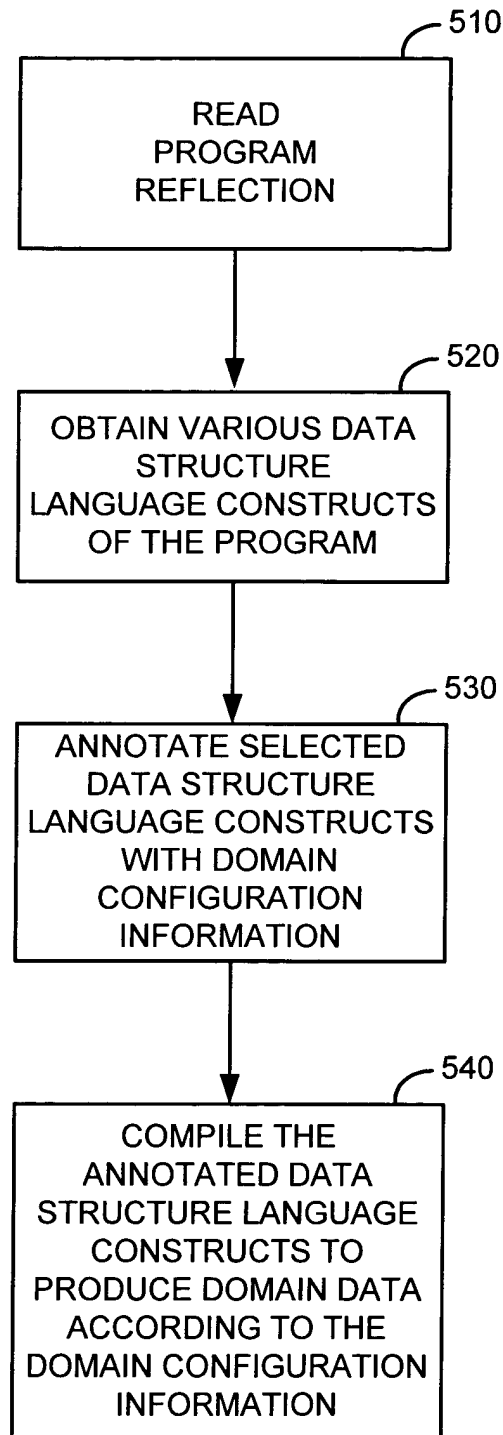 510
READ
PROGRAM
REFLECTION
520
OBTAIN VARIOUS DATA
STRUCTURE
LANGUAGE CONSTRUCTS
OF THE PROGRAM
530
ANNOTATE SELECTED
DATA STRUCTURE
LANGUAGE CONSTRUCTS
WITH DOMAIN
CONFIGURATION
INFORMATION
540
COMPILE THE
ANNOTATED DATA
STRUCTURE LANGUAGE
CONSTRUCTS TO
PRODUCE DOMAIN DATA
ACCORDING TO THE
DOMAIN CONFIGURATION
INFORMATION